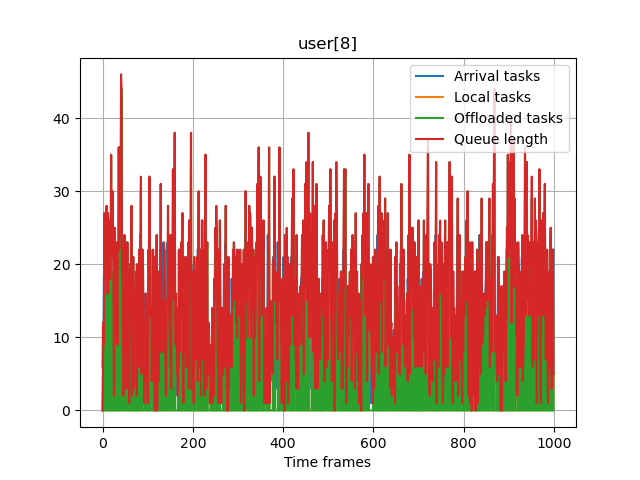 user[8]
Arrival tasks
Local tasks
Offloaded tasks
Queue length
40
30
20
10
0
0 200 400 600 800 1000
Time frames